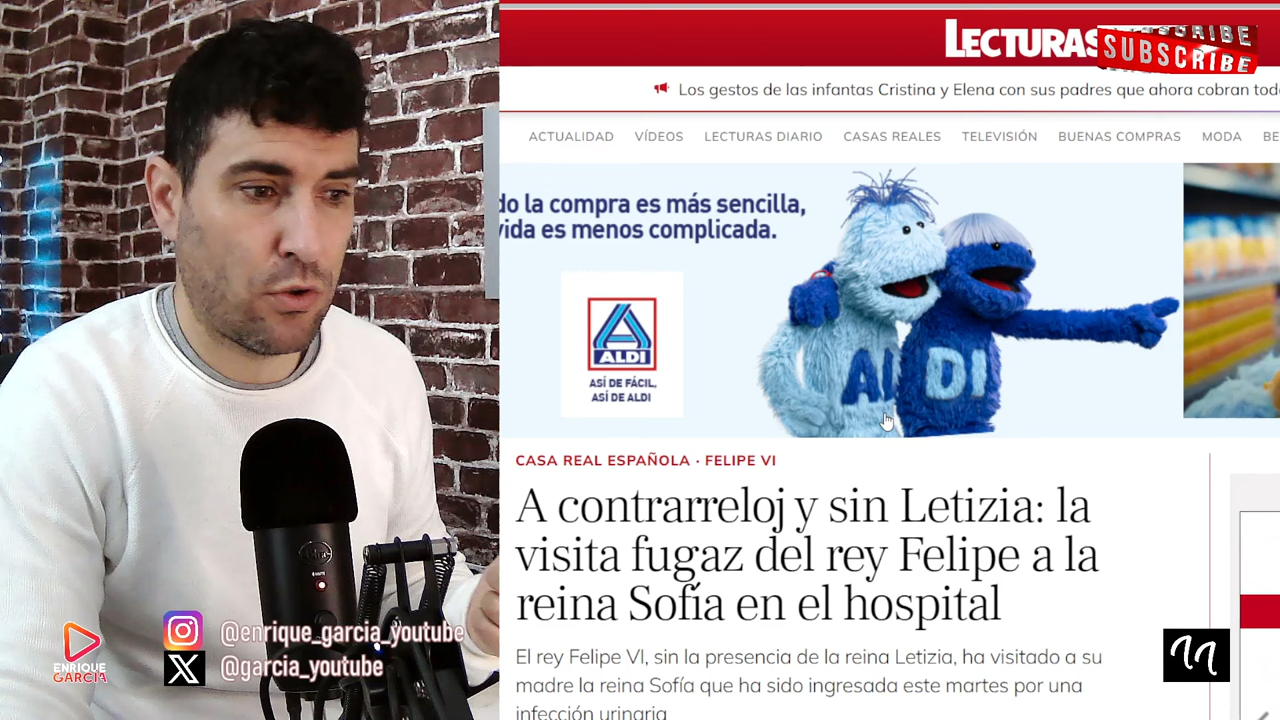 LECTURAS
SUBSCRIBE
Los gestos de las infantas Cristina y Elena con sus padres que ahora cobran
ACTUALIDAD VÍDEOS LECTURAS DIARIO CASAS REALES TELEVISIÓN BUENAS COMPRAS MODA
la compra es más sencilla,
es menos complicada.
ALDI
ASÍ DE FÁCIL,
ASÍ DE ALDI
AL DI
CASA REAL ESPAÑOLA · FELIPE VI
A contrarreloj y sin Letizia: la
visita fugaz del rey Felipe a la
reina Sofía en el hospital
El rey Felipe VI, sin la presencia de la reina Letizia, ha visitado a su
madre la reina Sofía que ha sido ingresada este martes por una
infección urinaria
ENRIQUE
GARCIA
@enrique_garcia_youtube
@garcia_youtube